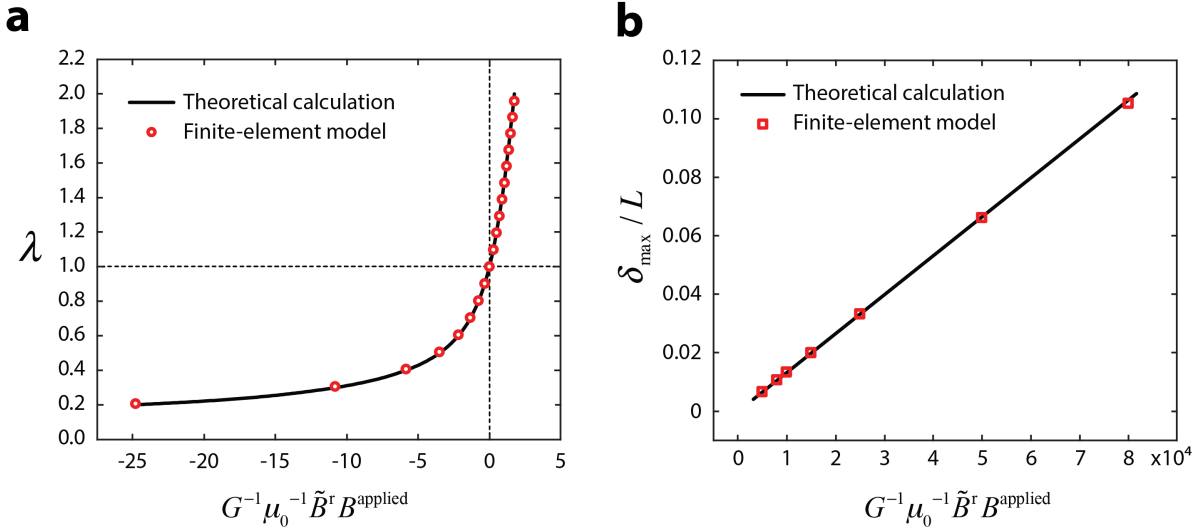 a
2.2
2.0
1.8
1.6
1.4
1.2
1.0
0.8
0.6
0.4
0.2
0.0
λ
Theoretical calculation
Finite-element model
-25 -20 -15 -10 -5 0 5
G⁻¹μ₀⁻¹B̃ʳBᵃᵖᵖˡⁱᵉᵈ
b
0.12
0.10
0.08
0.06
0.04
0.02
0
δmax / L
Theoretical calculation
Finite-element model
0 1 2 3 4 5 6 7 8 x10⁴
G⁻¹μ₀⁻¹B̃ʳBᵃᵖᵖˡⁱᵉᵈ